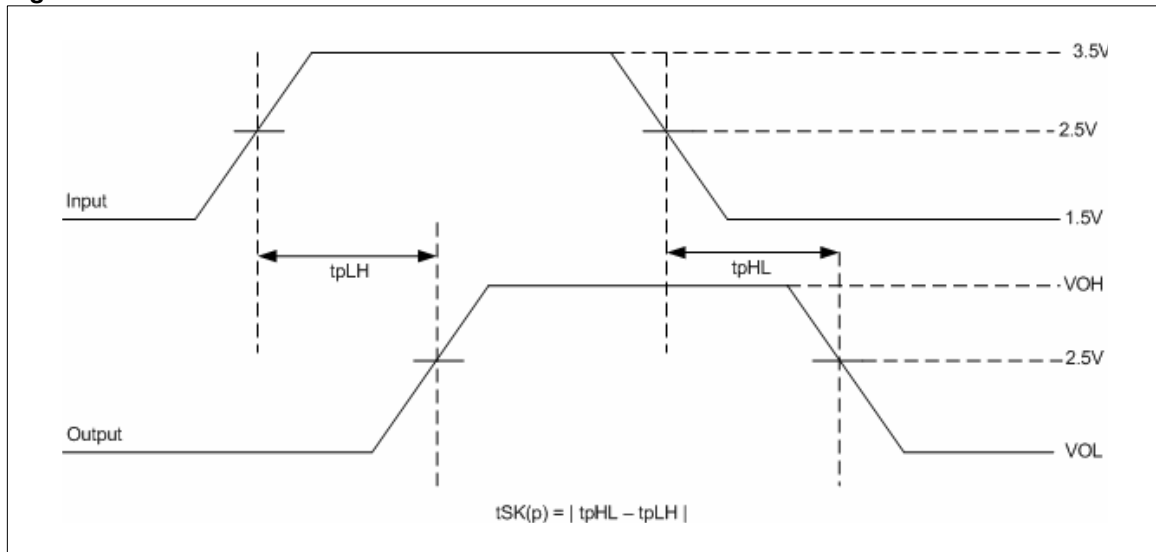 3.5V
2.5V
Input
1.5V
tpLH
tpHL
VOH
2.5V
Output
VOL
tSK(p) = | tpHL – tpLH |